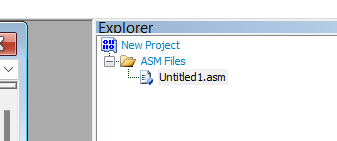 Explorer
New Project
ASM Files
Untitled1.asm